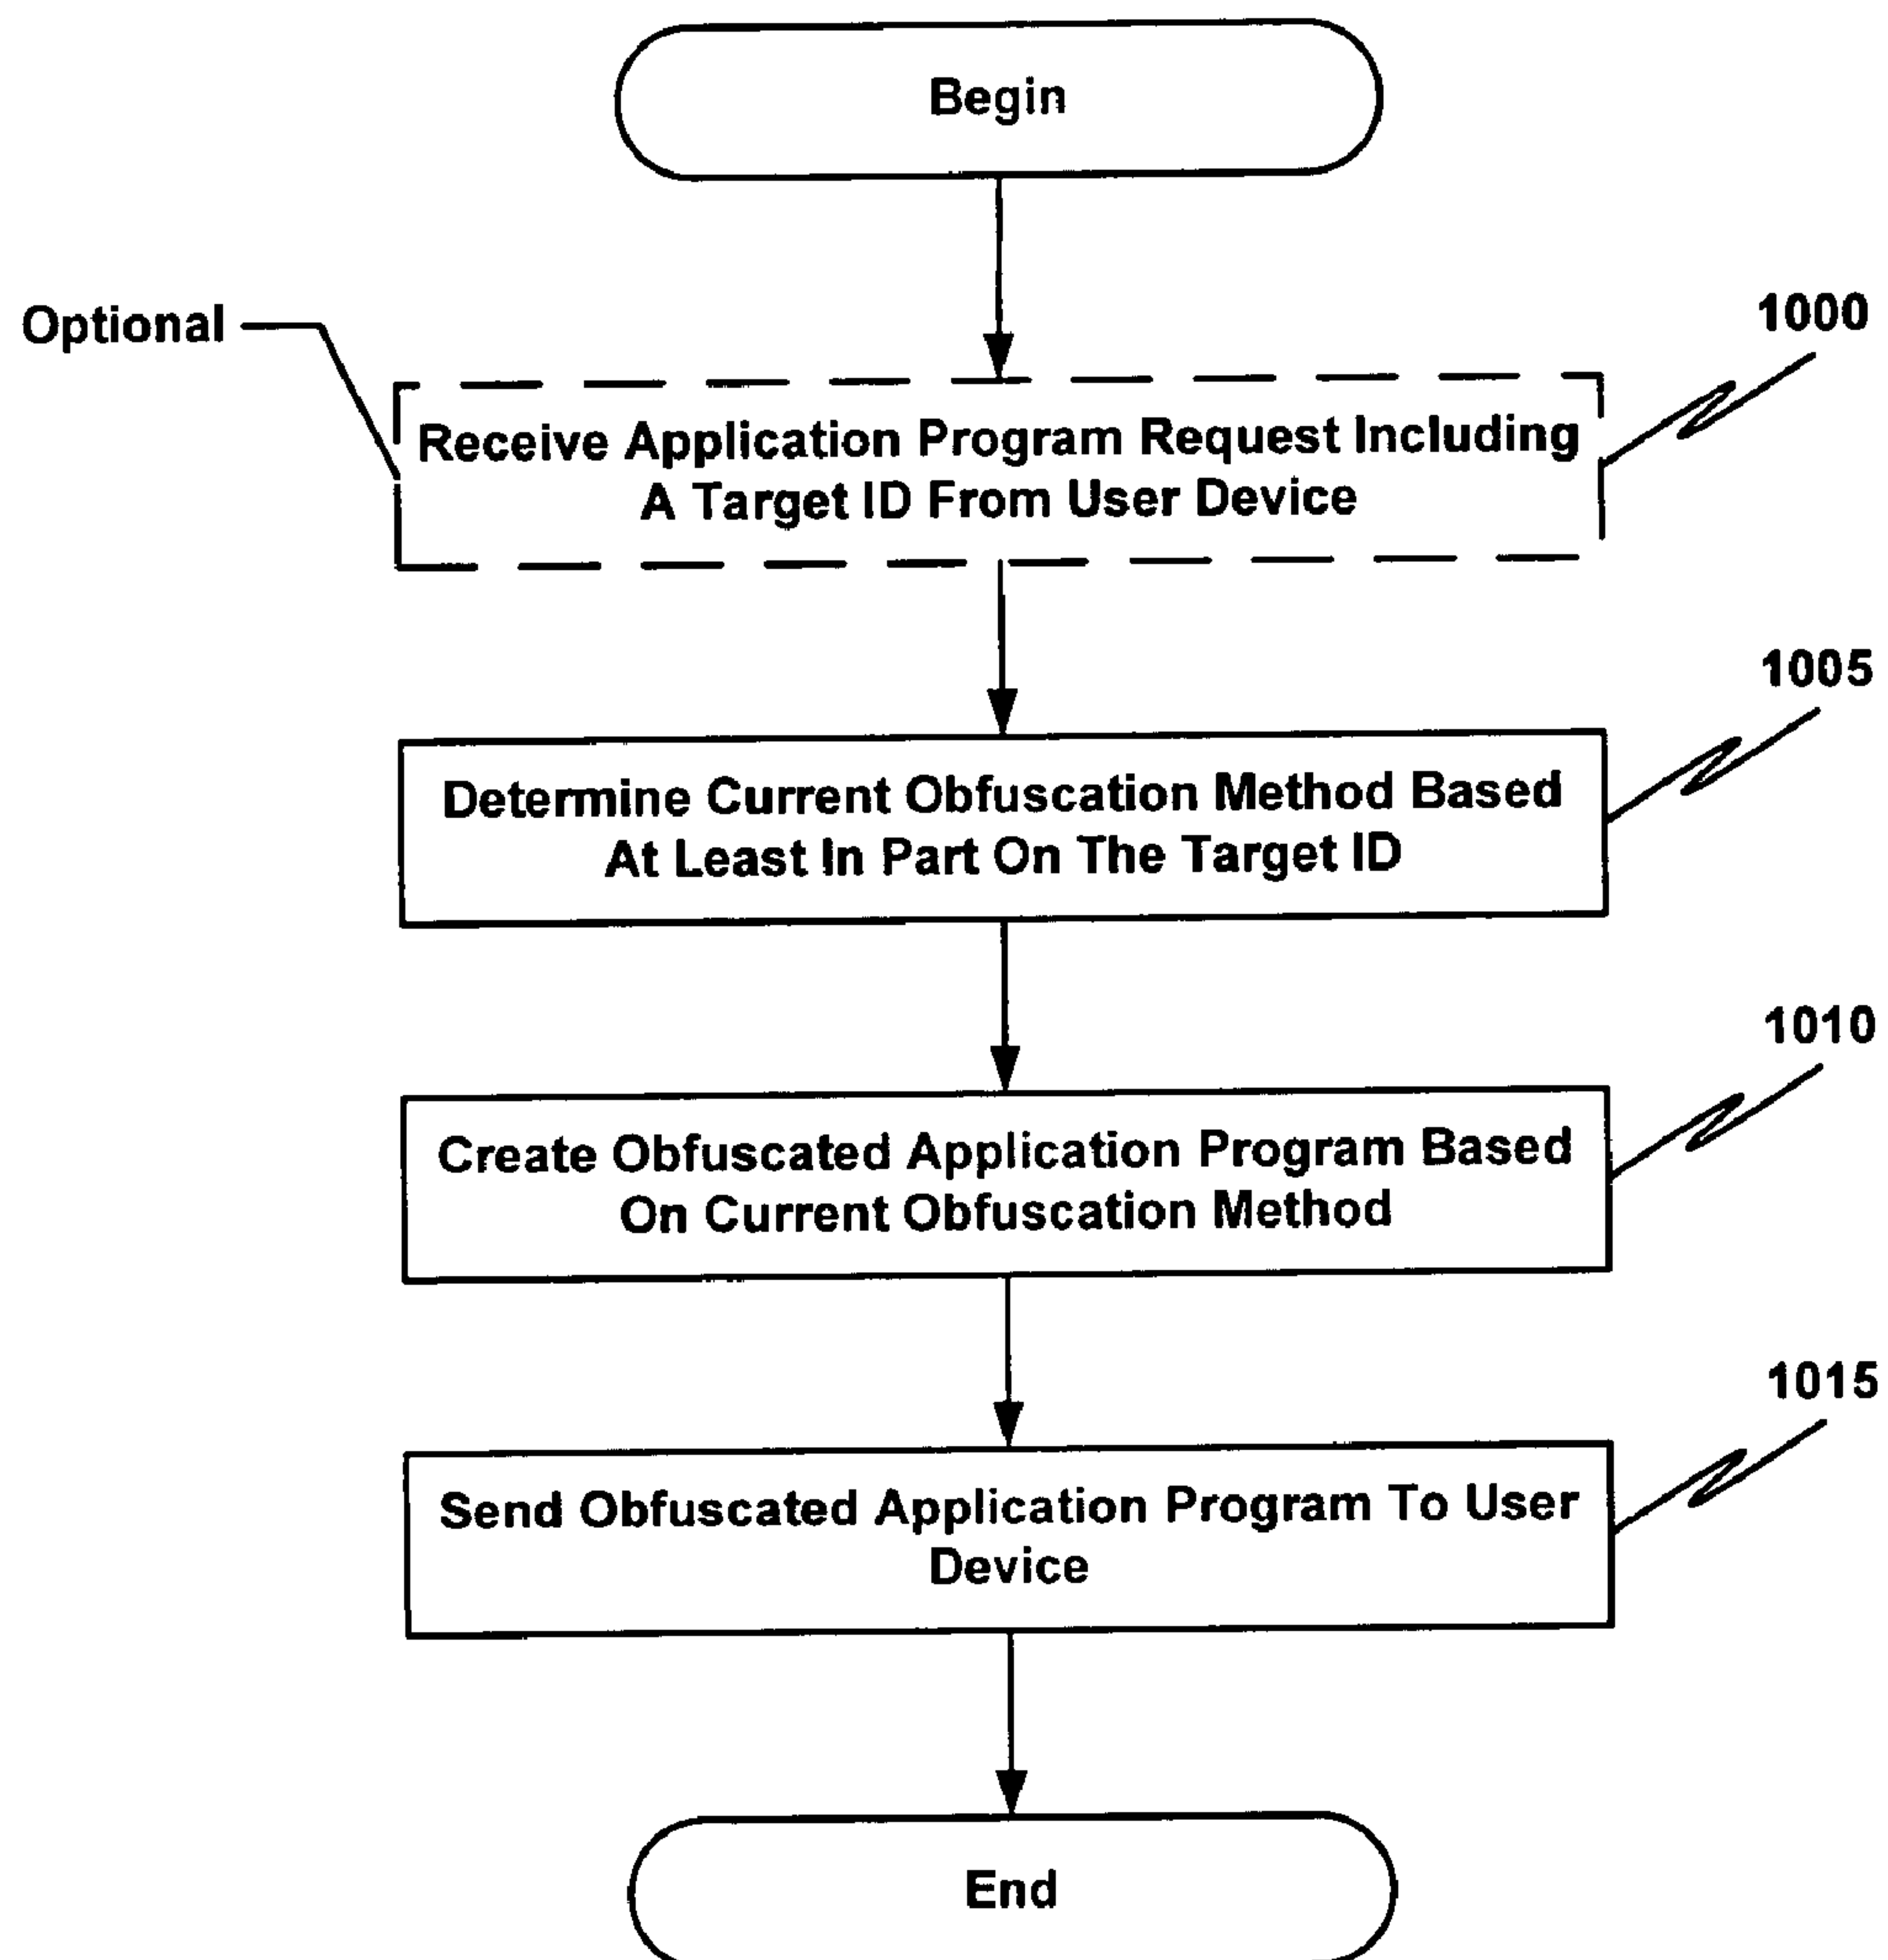 Begin
Optional
1000
Receive Application Program Request Including
A Target ID From User Device
1005
Determine Current Obfuscation Method Based
At Least In Part On The Target ID
1010
Create Obfuscated Application Program Based
On Current Obfuscation Method
1015
Send Obfuscated Application Program To User
Device
End